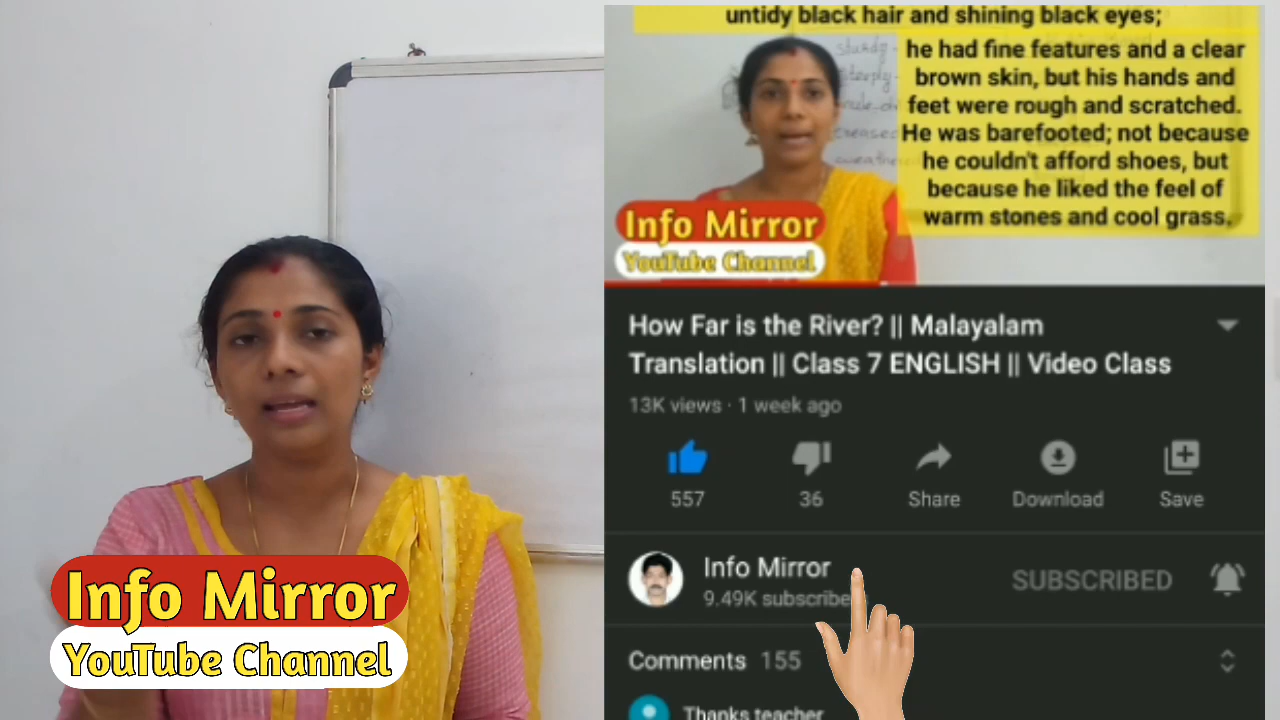 Info Mirror
YouTube Channel
untidy black hair and shining black eyes;
he had fine features and a clear
brown skin, but his hands and
feet were rough and scratched.
He was barefooted; not because
he couldn't afford shoes, but
because he liked the feel of
warm stones and cool grass.
Info Mirror
YouTube Channel
How Far is the River? || Malayalam
Translation || Class 7 ENGLISH || Video Class
13K views · 1 week ago
557
36
Share
Download
Save
Info Mirror
9.49K subscribe
SUBSCRIBED
Comments 155
Thanks teacher